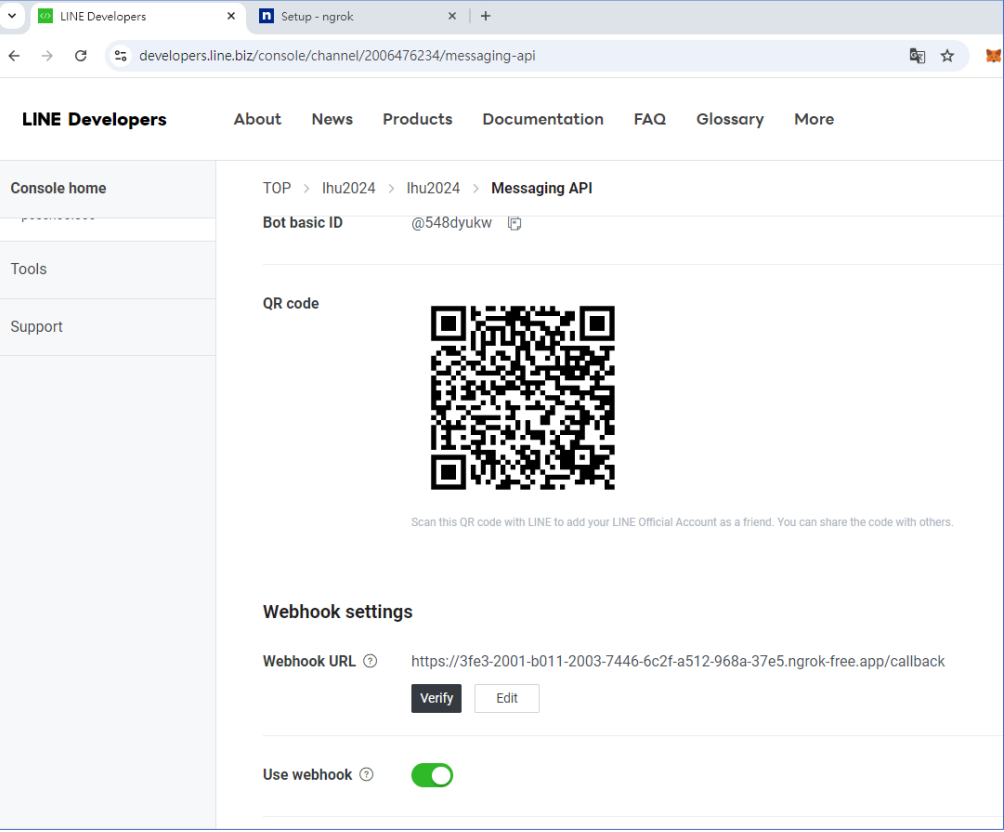 LINE Developers
Setup - ngrok
developers.line.biz/console/channel/2006476234/messaging-api
LINE Developers
About News Products Documentation FAQ Glossary More
Console home
TOP > lhu2024 > lhu2024 > Messaging API
Bot basic ID @548dyukw
Tools
QR code
Support
Scan this QR code with LINE to add your LINE Official Account as a friend. You can share the code with others.
Webhook settings
Webhook URL ? https://3fe3-2001-b011-2003-7446-6c2f-a512-968a-37e5.ngrok-free.app/callback
Verify Edit
Use webhook ?